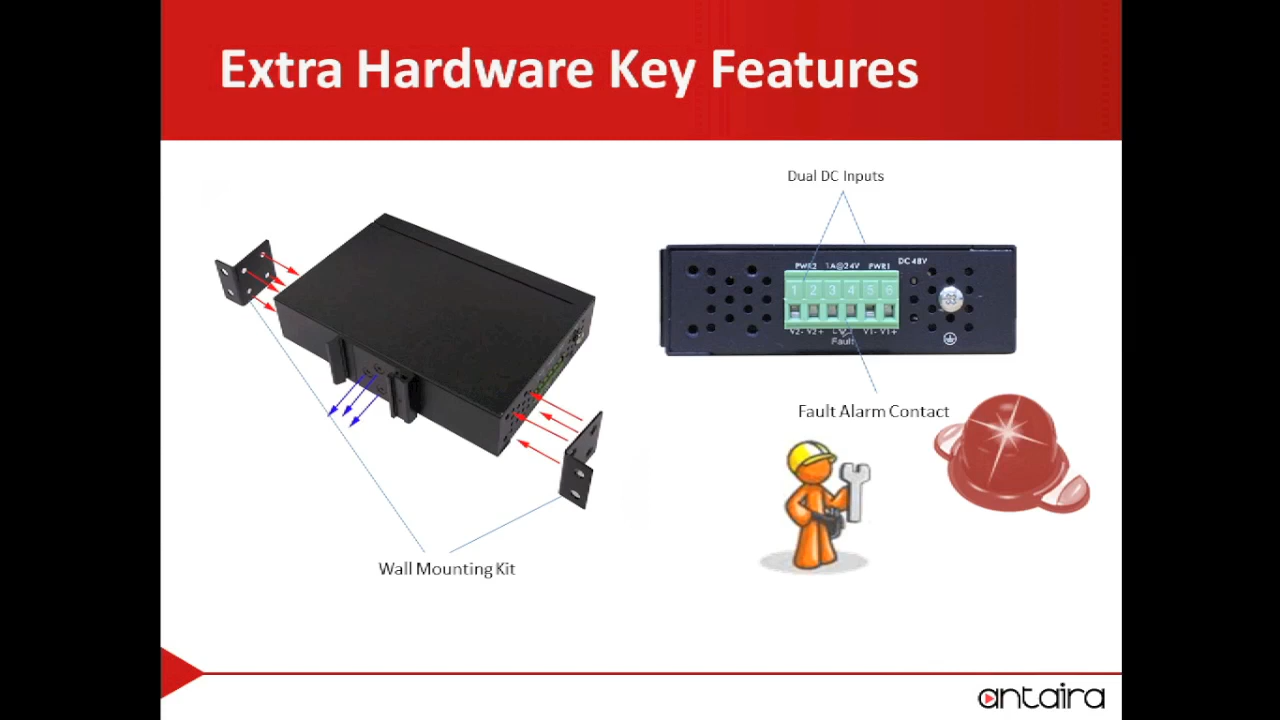 Extra Hardware Key Features
Dual DC Inputs
PWR2 1A@24V PWR1 DC48V
1 2 3 4 5 6
V2- V2+ V1- V1+
Fault
Fault Alarm Contact
Wall Mounting Kit
antaira